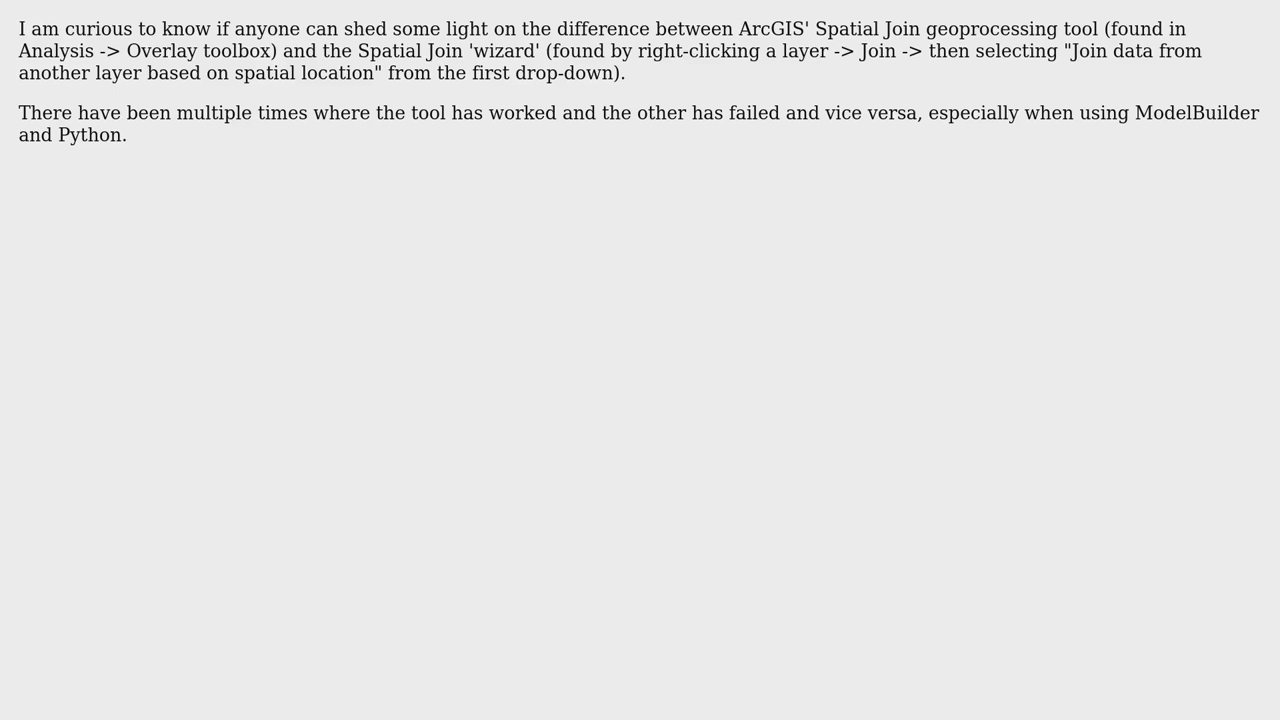 I am curious to know if anyone can shed some light on the difference between ArcGIS' Spatial Join geoprocessing tool (found in
Analysis -> Overlay toolbox) and the Spatial Join 'wizard' (found by right-clicking a layer -> Join -> then selecting "Join data from
another layer based on spatial location" from the first drop-down).
There have been multiple times where the tool has worked and the other has failed and vice versa, especially when using ModelBuilder
and Python.